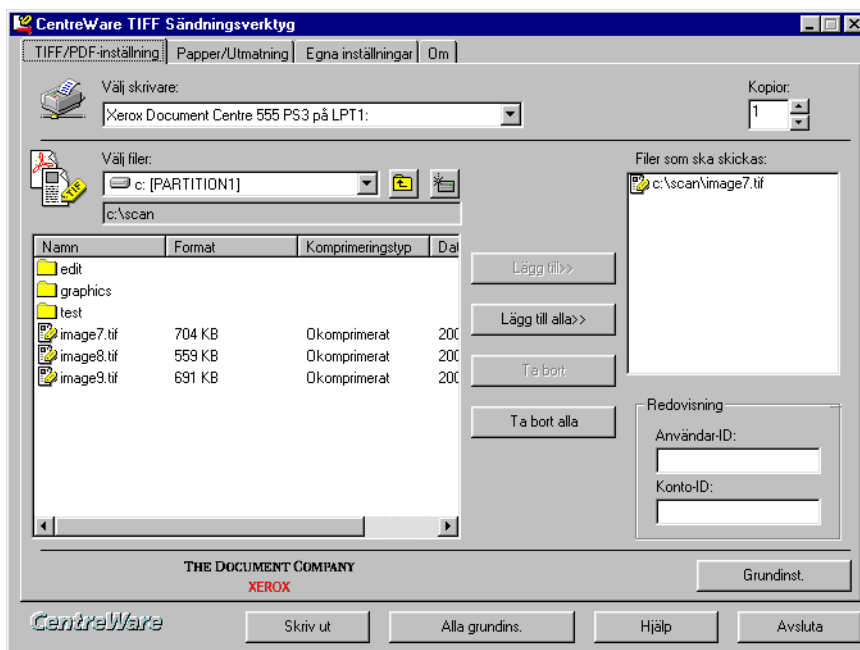 CentreWare TIFF Sändningsverktyg
TIFF/PDF-inställning Papper/Utmatning Egna inställningar Om
Välj skrivare:
Xerox Document Centre 555 PS3 på LPT1:
Kopior:
1
Välj filer:
c: [PARTITION1]
c:\scan
Filer som ska skickas:
c:\scan\image7.tif
Namn Format Komprimeringstyp Dat
edit
graphics
test
image7.tif 704 KB Okomprimerat 200
image8.tif 559 KB Okomprimerat 200
image9.tif 691 KB Okomprimerat 200
Lägg till>>
Lägg till alla>>
Ta bort
Ta bort alla
Redovisning
Användar-ID:
Konto-ID:
THE DOCUMENT COMPANY
XEROX
Grundinst.
CentreWare
Skriv ut Alla grundins. Hjälp Avsluta